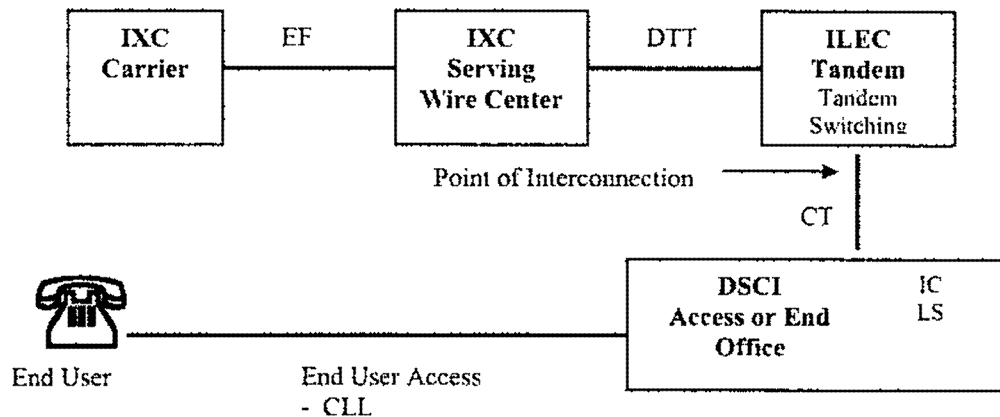 IXC
Carrier
EF
IXC
Serving
Wire Center
DTT
ILEC
Tandem
Tandem
Switching
Point of Interconnection
CT
DSCI
Access or End
Office
IC
LS
End User
End User Access
- CLL